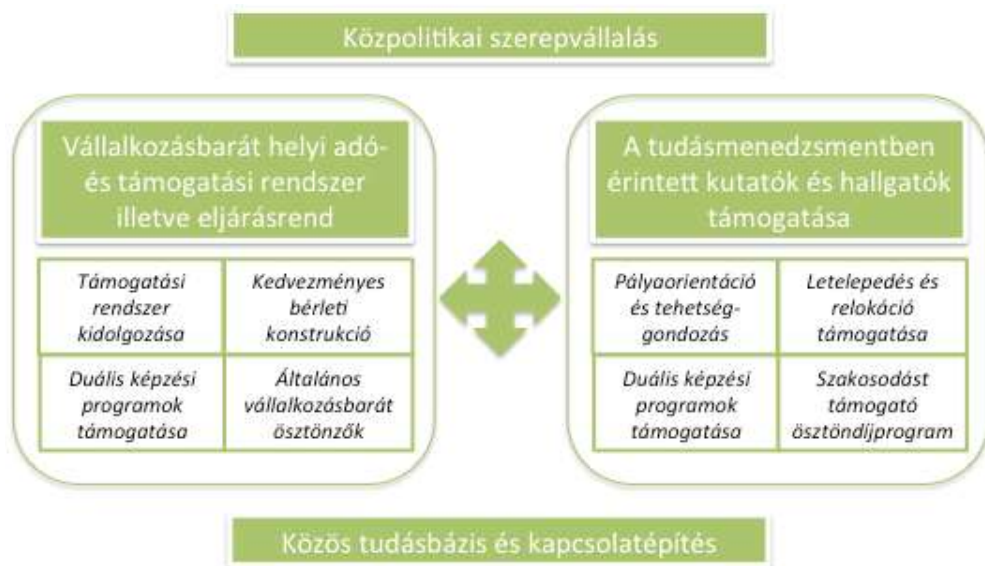 Közpolitikai szerepvállalás
Vállalkozásbarát helyi adó-
és támogatási rendszer
illetve eljárásrend
Támogatási
rendszer
kidolgozása
Kedvezményes
bérleti
konstrukció
Duális képzési
programok
támogatása
Általános
vállalkozásbarát
ösztönzők
A tudásmenedzsmentben
érintett kutatók és hallgatók
támogatása
Pályaorientáció
és tehetség-
gondozás
Letelepedés és
relokáció
támogatása
Duális képzési
programok
támogatása
Szakosodást
támogató
ösztöndíjprogram
Közös tudásbázis és kapcsolatépítés